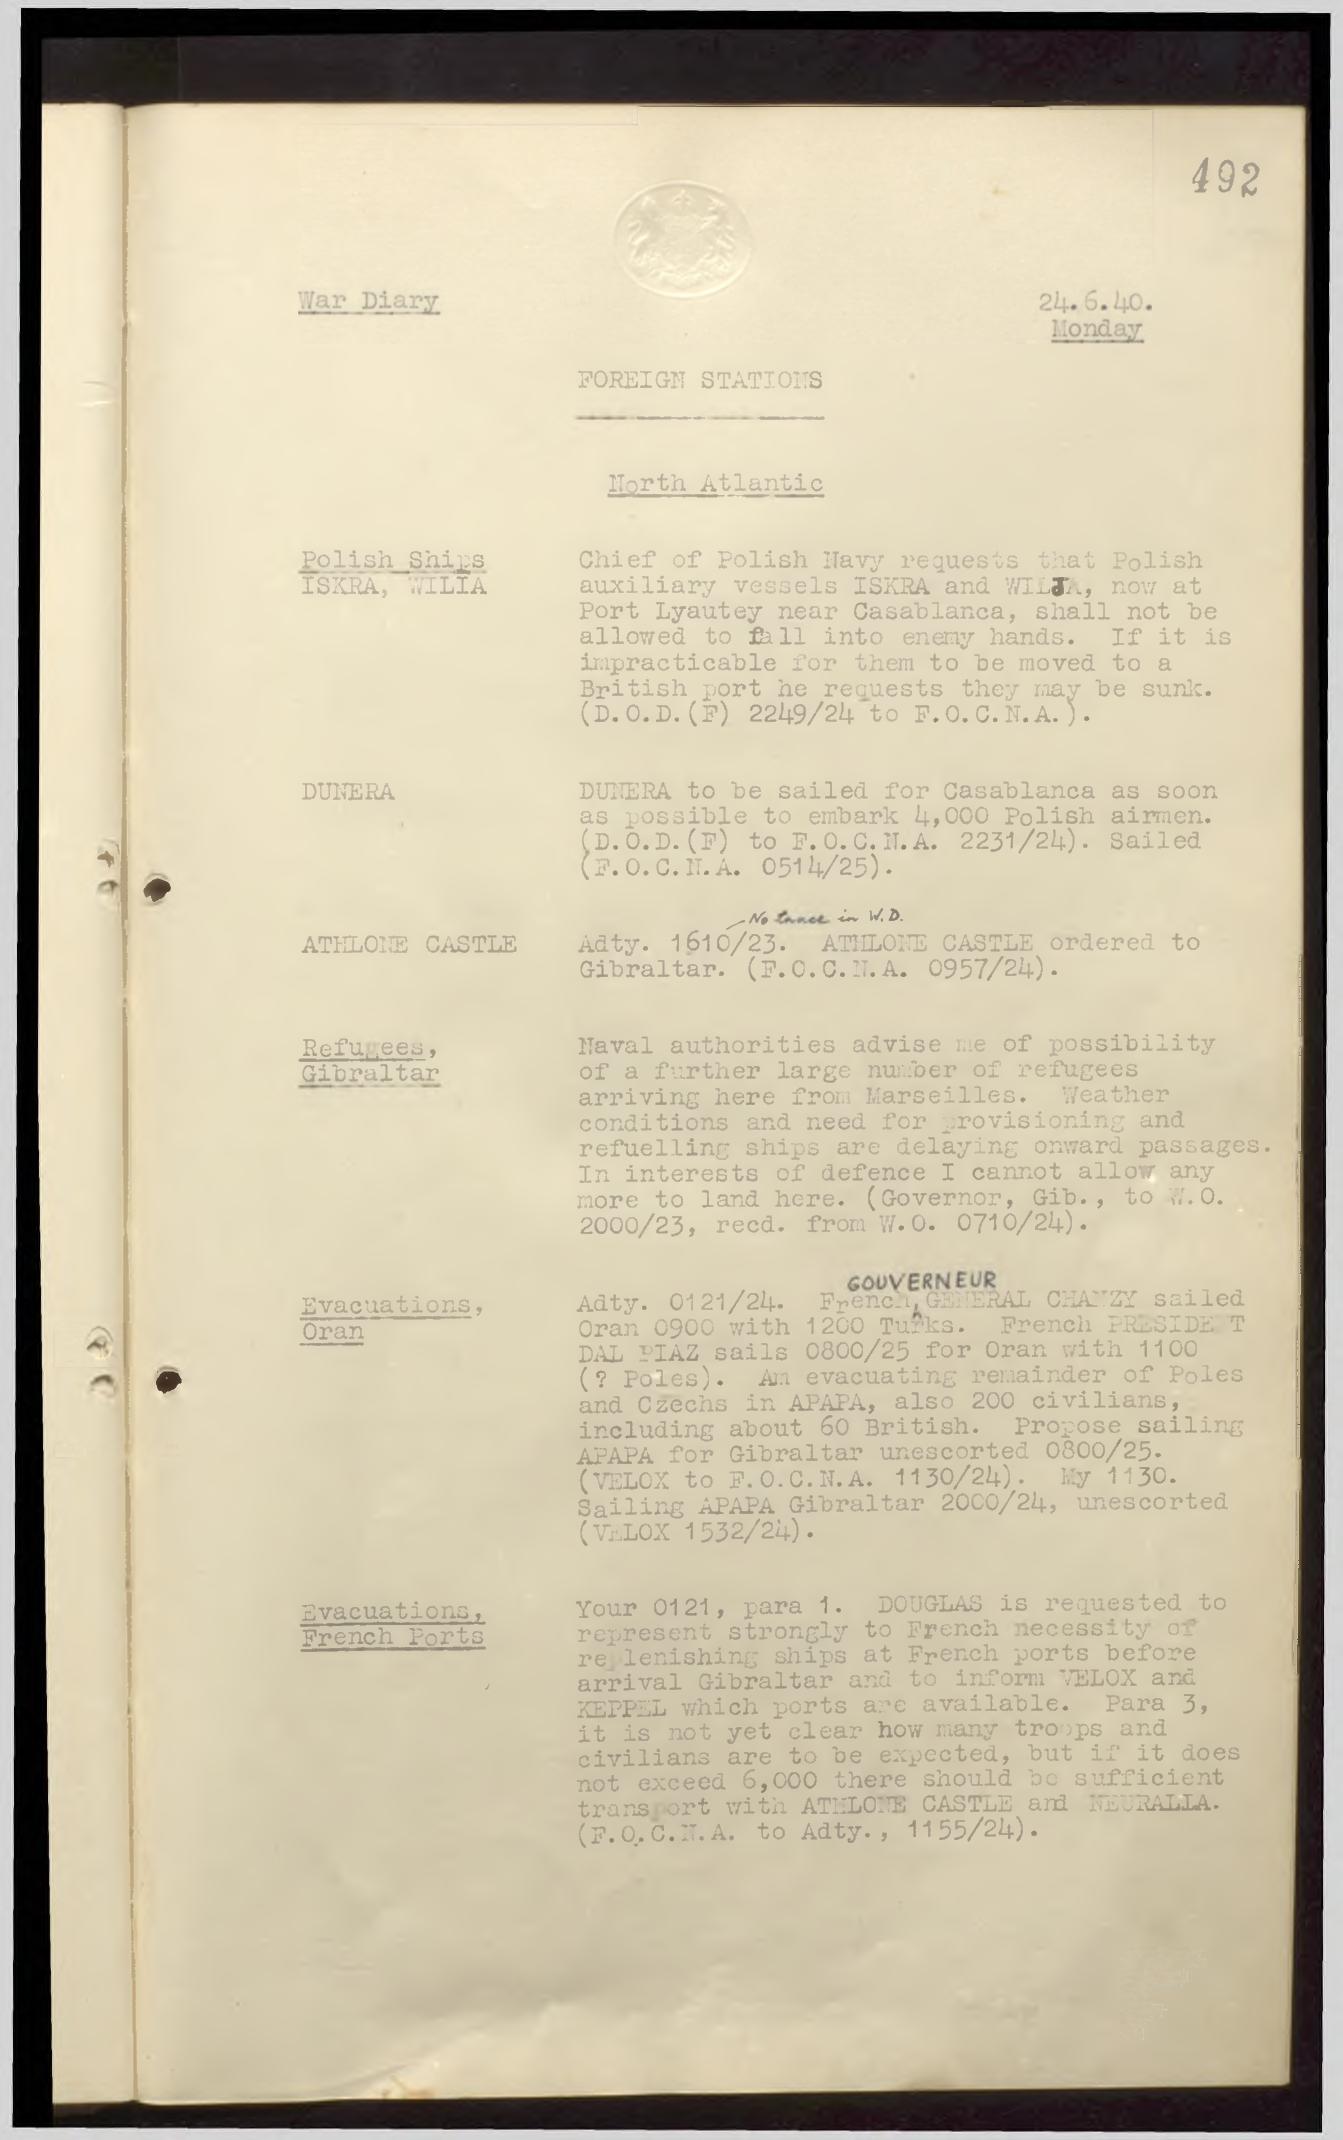 492
War Diary
24.6.40.
Monday
FOREIGN STATIONS
North Atlantic
Polish Ships
ISKRA, WILIA
Chief of Polish Navy requests that Polish
auxiliary vessels ISKRA and WILJA, now at
Port Lyautey near Casablanca, shall not be
allowed to fall into enemy hands. If it is
impracticable for them to be moved to a
British port he requests they may be sunk.
(D.O.D.(F) 2249/24 to F.O.C.N.A.).
DUNERA
DUNERA to be sailed for Casablanca as soon
as possible to embark 4,000 Polish airmen.
(D.O.D.(F) to F.O.C.N.A. 2231/24). Sailed
(F.O.C.N.A. 0514/25).
No trace in W.D.
ATHLONE CASTLE
Adty. 1610/23. ATHLONE CASTLE ordered to
Gibraltar. (F.O.C.N.A. 0957/24).
Refugees,
Gibraltar
Naval authorities advise me of possibility
of a further large number of refugees
arriving here from Marseilles. Weather
conditions and need for provisioning and
refuelling ships are delaying onward passages.
In interests of defence I cannot allow any
more to land here. (Governor, Gib., to W.O.
2000/23, recd. from W.O. 0710/24).
GOUVERNEUR
Evacuations,
Oran
Adty. 0121/24. French GENERAL CHANZY sailed
Oran 0900 with 1200 Turks. French PRESIDENT
DAL PIAZ sails 0800/25 for Oran with 1100
(? Poles). Am evacuating remainder of Poles
and Czechs in APAPA, also 200 civilians,
including about 60 British. Propose sailing
APAPA for Gibraltar unescorted 0800/25.
(VELOX to F.O.C.N.A. 1130/24). My 1130.
Sailing APAPA Gibraltar 2000/24, unescorted
(VELOX 1532/24).
Evacuations,
French Ports
Your 0121, para 1. DOUGLAS is requested to
represent strongly to French necessity of
replenishing ships at French ports before
arrival Gibraltar and to inform VELOX and
KEPPEL which ports are available. Para 3,
it is not yet clear how many troops and
civilians are to be expected, but if it does
not exceed 6,000 there should be sufficient
transport with ATHLONE CASTLE and NEURALIA.
(F.O.C.N.A. to Adty., 1155/24).